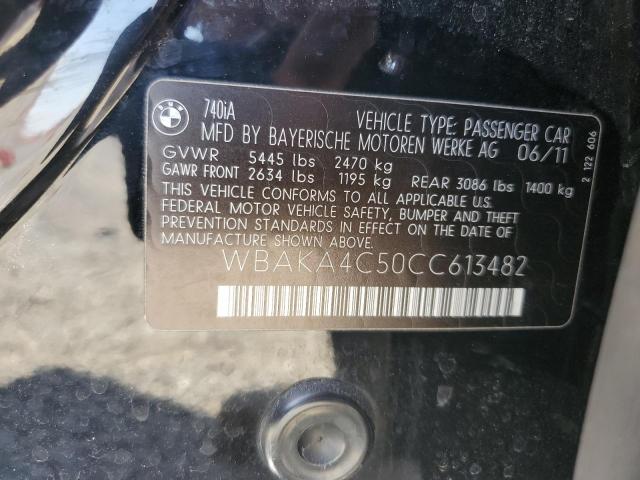 BMW
740iA
VEHICLE TYPE: PASSENGER CAR
MFD BY BAYERISCHE MOTOREN WERKE AG 06/11
GVWR 5445 lbs 2470 kg
GAWR FRONT 2634 lbs 1195 kg REAR 3086 lbs 1400 kg
THIS VEHICLE CONFORMS TO ALL APPLICABLE U.S.
FEDERAL MOTOR VEHICLE SAFETY, BUMPER AND THEFT
PREVENTION STANDARDS IN EFFECT ON THE DATE OF
MANUFACTURE SHOWN ABOVE.
WBAKA4C50CC613482
2 122 606